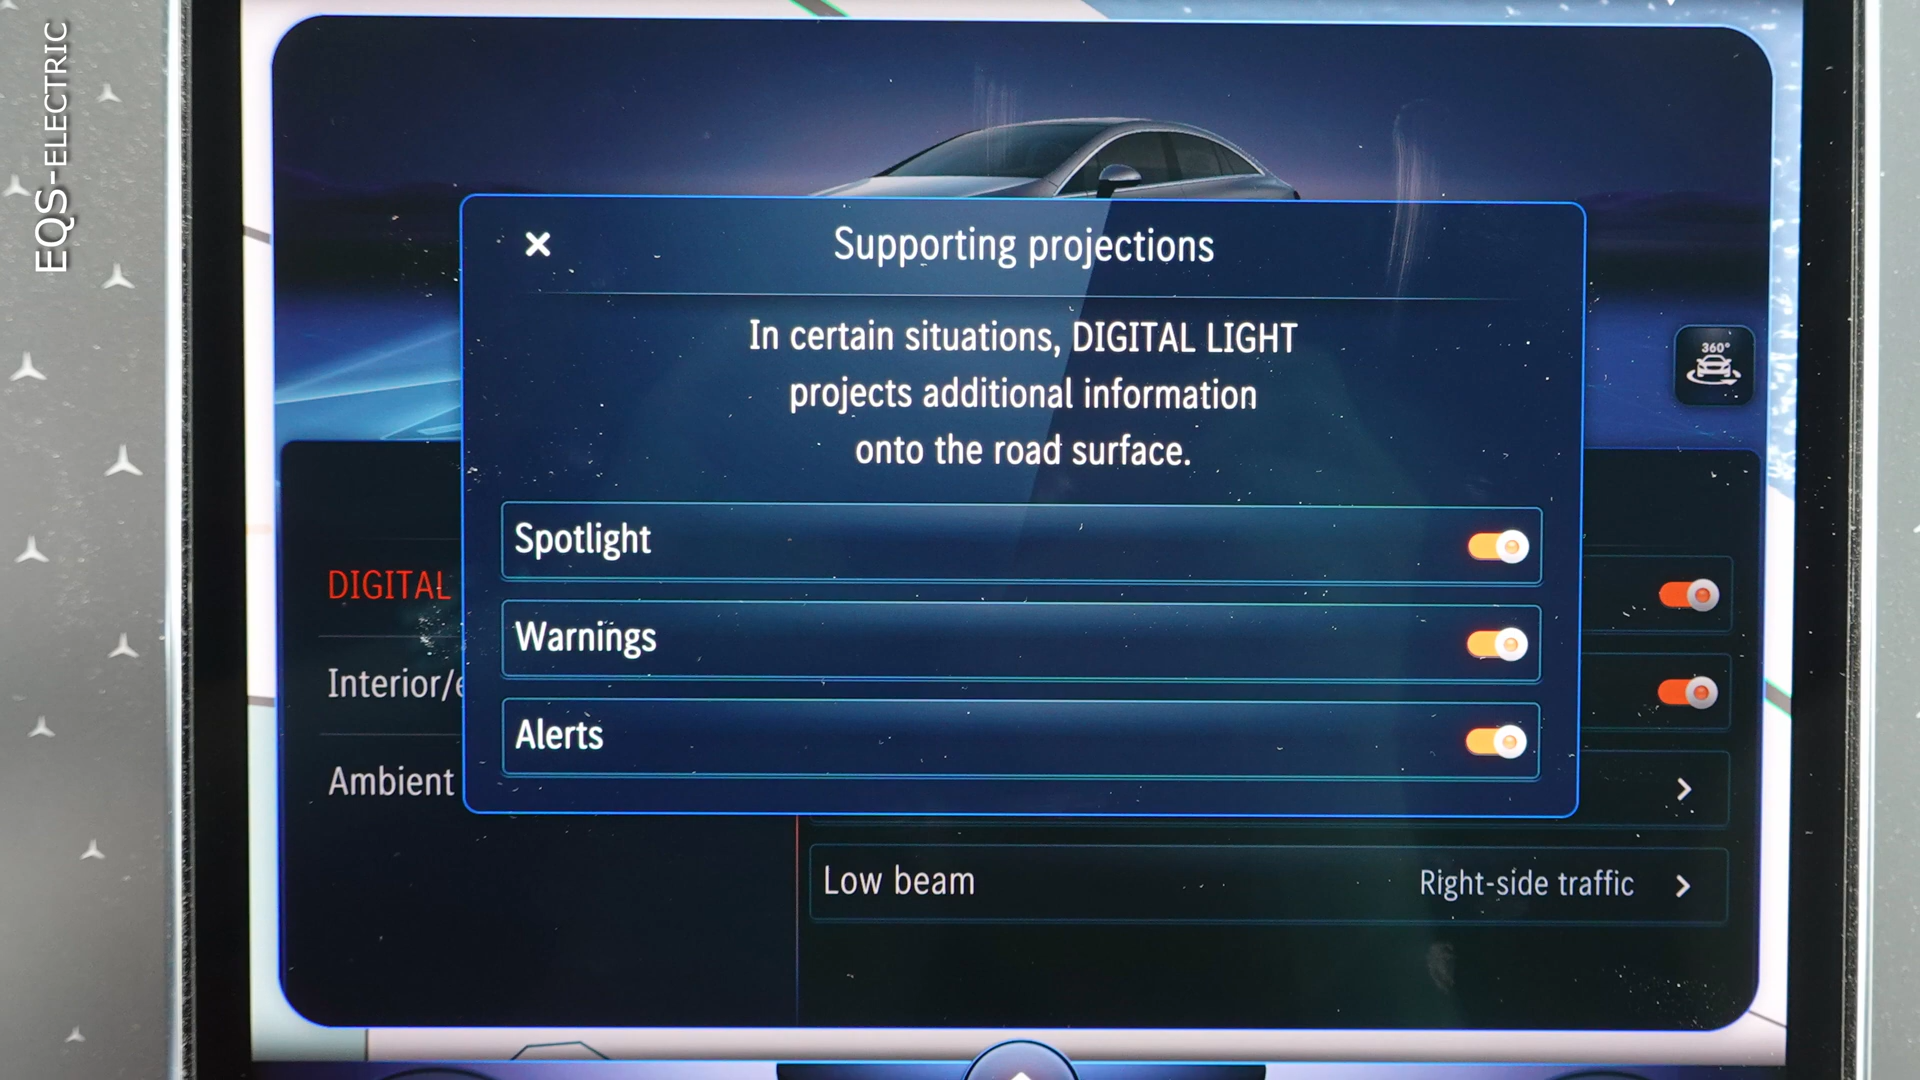 EQS-ELECTRIC
Supporting projections
In certain situations, DIGITAL LIGHT
projects additional information
onto the road surface.
360°
Spotlight
DIGITAL
Warnings
Interior/e
Alerts
Ambient
Low beam
Right-side traffic